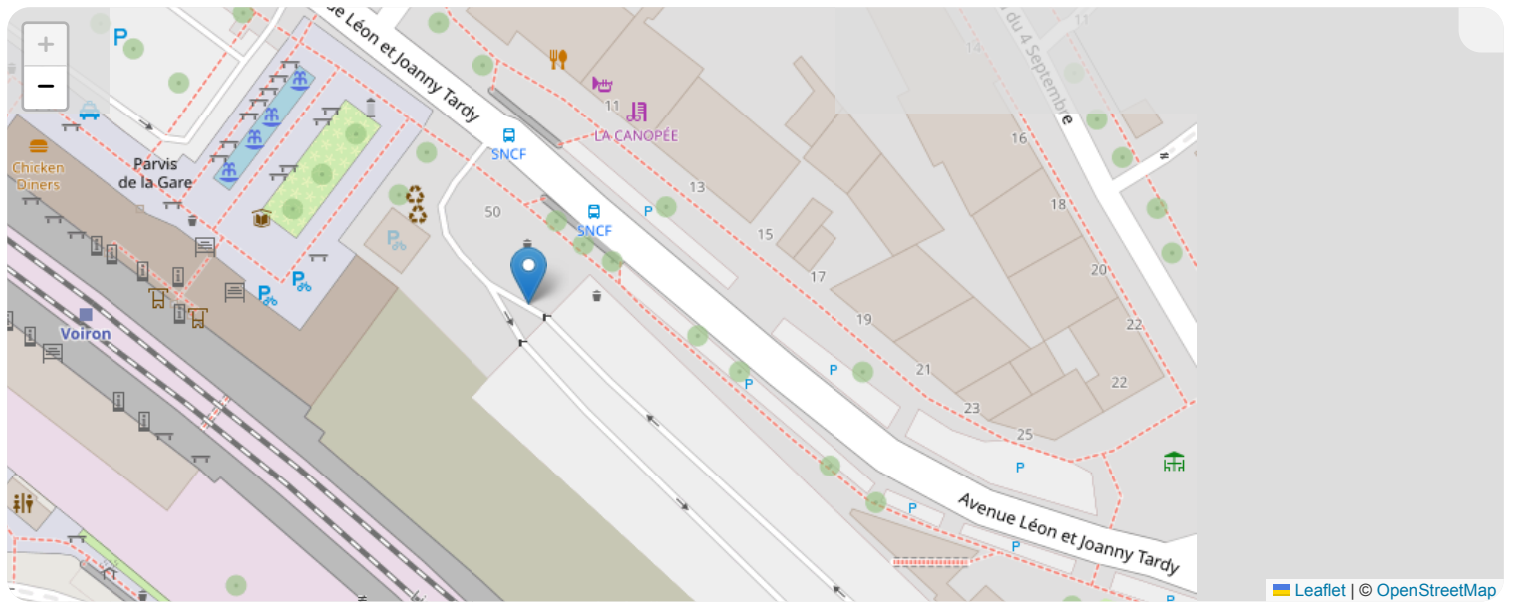 +
−
P
ue Léon et Joanny Tardy
du 4 Septembre
11
14
11
LA CANOPÉE
SNCF
16
Chicken
Diners
Parvis
de la Gare
13
P
18
50
SNCF
15
P
17
20
P
P
Voiron
19
22
P
21
P
22
23
25
P
P
Avenue Léon et Joanny Tardy
P
P
Leaflet | © OpenStreetMap